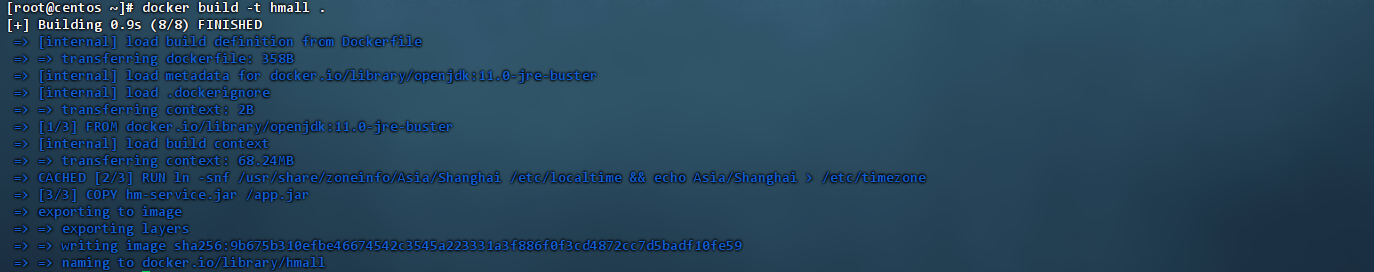 [root@centos ~]# docker build -t hmall .
[+] Building 0.9s (8/8) FINISHED
=> [internal] load build definition from Dockerfile
=> => transferring dockerfile: 358B
=> [internal] load metadata for docker.io/library/openjdk:11.0-jre-buster
=> [internal] load .dockerignore
=> => transferring context: 2B
=> [1/3] FROM docker.io/library/openjdk:11.0-jre-buster
=> [internal] load build context
=> => transferring context: 68.24MB
=> CACHED [2/3] RUN ln -snf /usr/share/zoneinfo/Asia/Shanghai /etc/localtime && echo Asia/Shanghai > /etc/timezone
=> [3/3] COPY hm-service.jar /app.jar
=> exporting to image
=> => exporting layers
=> => writing image sha256:9b675b310efbe46674542c3545a223331a3f886f0f3cd4872cc7d5badf10fe59
=> => naming to docker.io/library/hmall